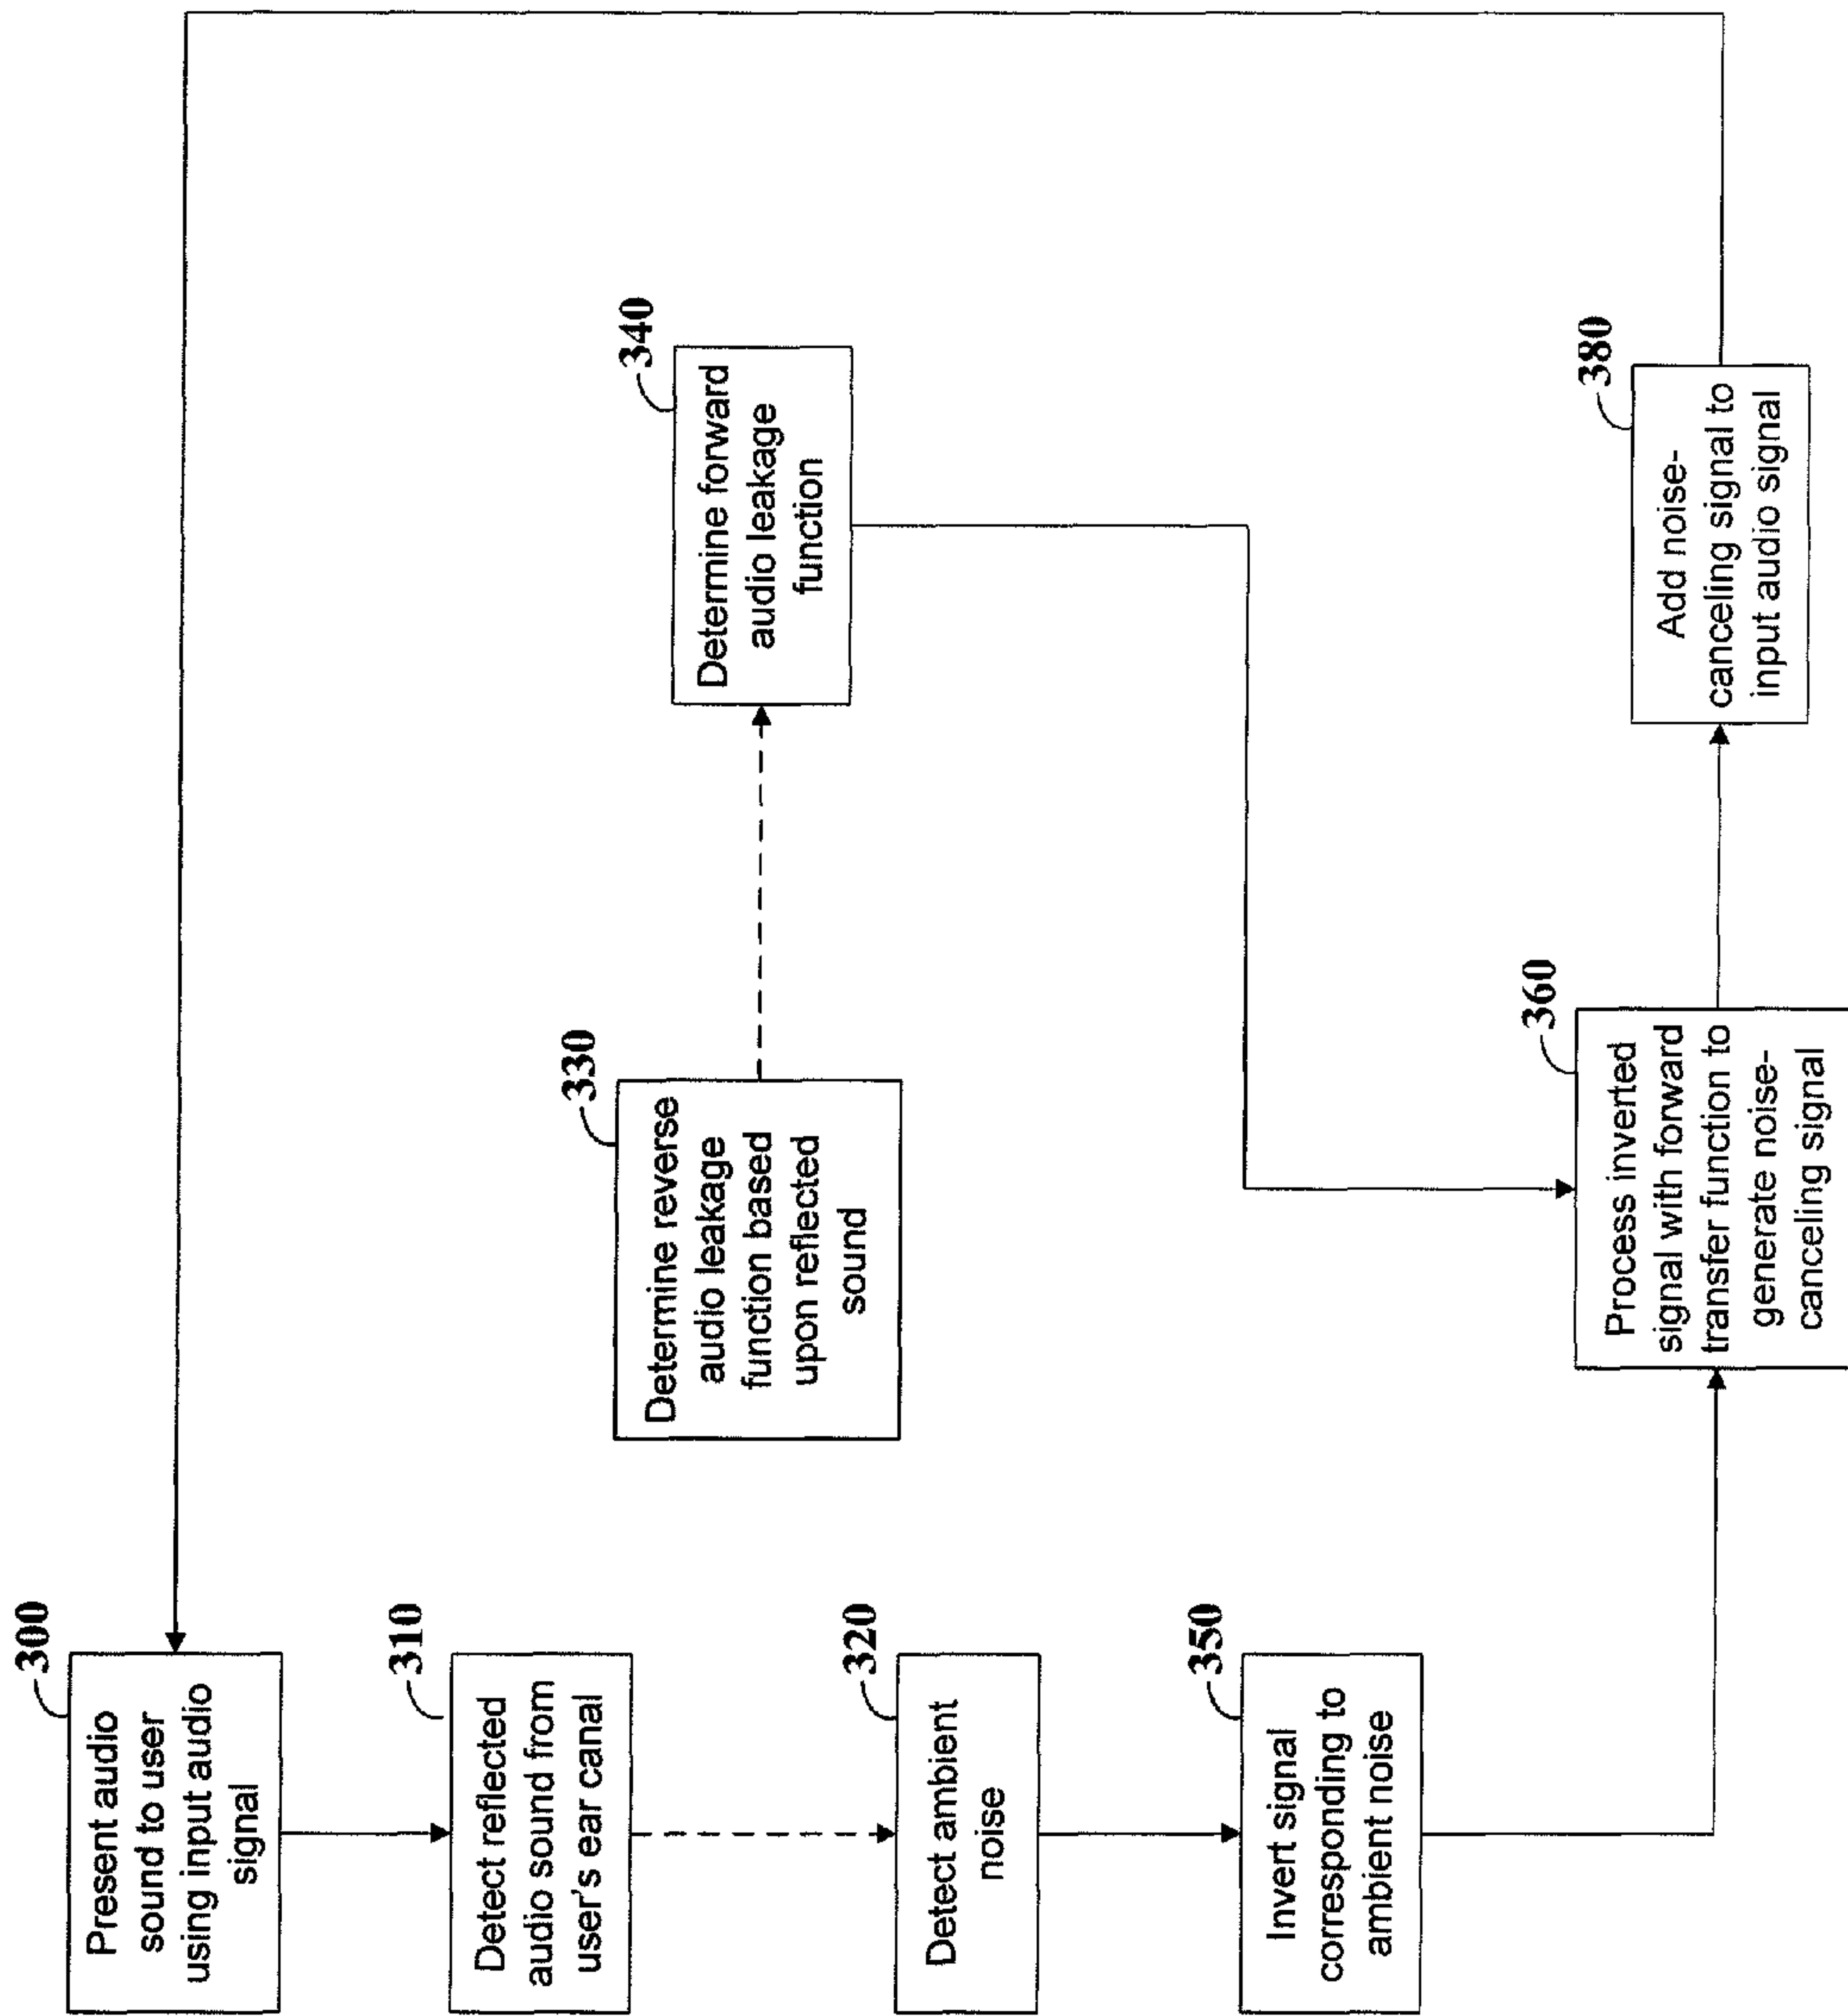 300
Present audio
sound to user
using input audio
signal
310
Detect reflected
audio sound from
user's ear canal
320
Detect ambient
noise
350
Invert signal
corresponding to
ambient noise
330
Determine reverse
audio leakage
function based
upon reflected
sound
340
Determine forward
audio leakage
function
360
Process inverted
signal with forward
transfer function to
generate noise-
canceling signal
380
Add noise-
canceling signal to
input audio signal